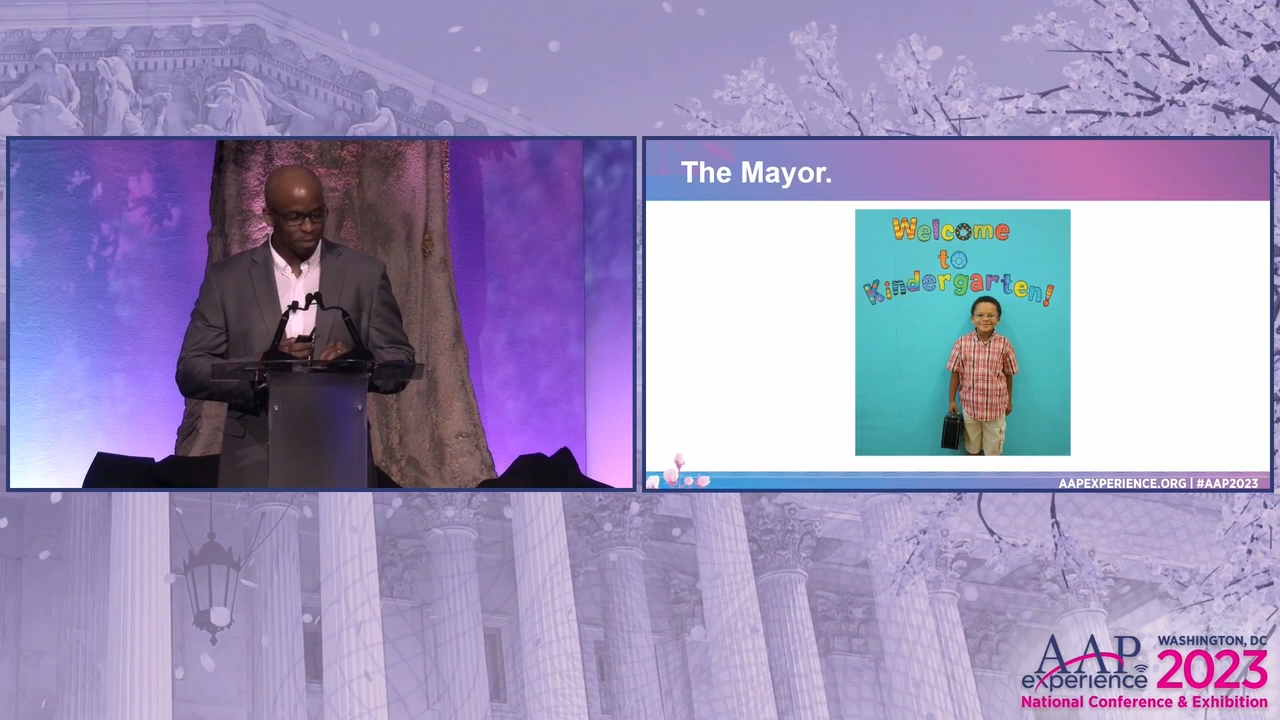 The Mayor.
Welcome
to
Kindergarten!
AAPEXPERIENCE.ORG | #AAP2023
AAP
experience
WASHINGTON, DC
2023
National Conference & Exhibition